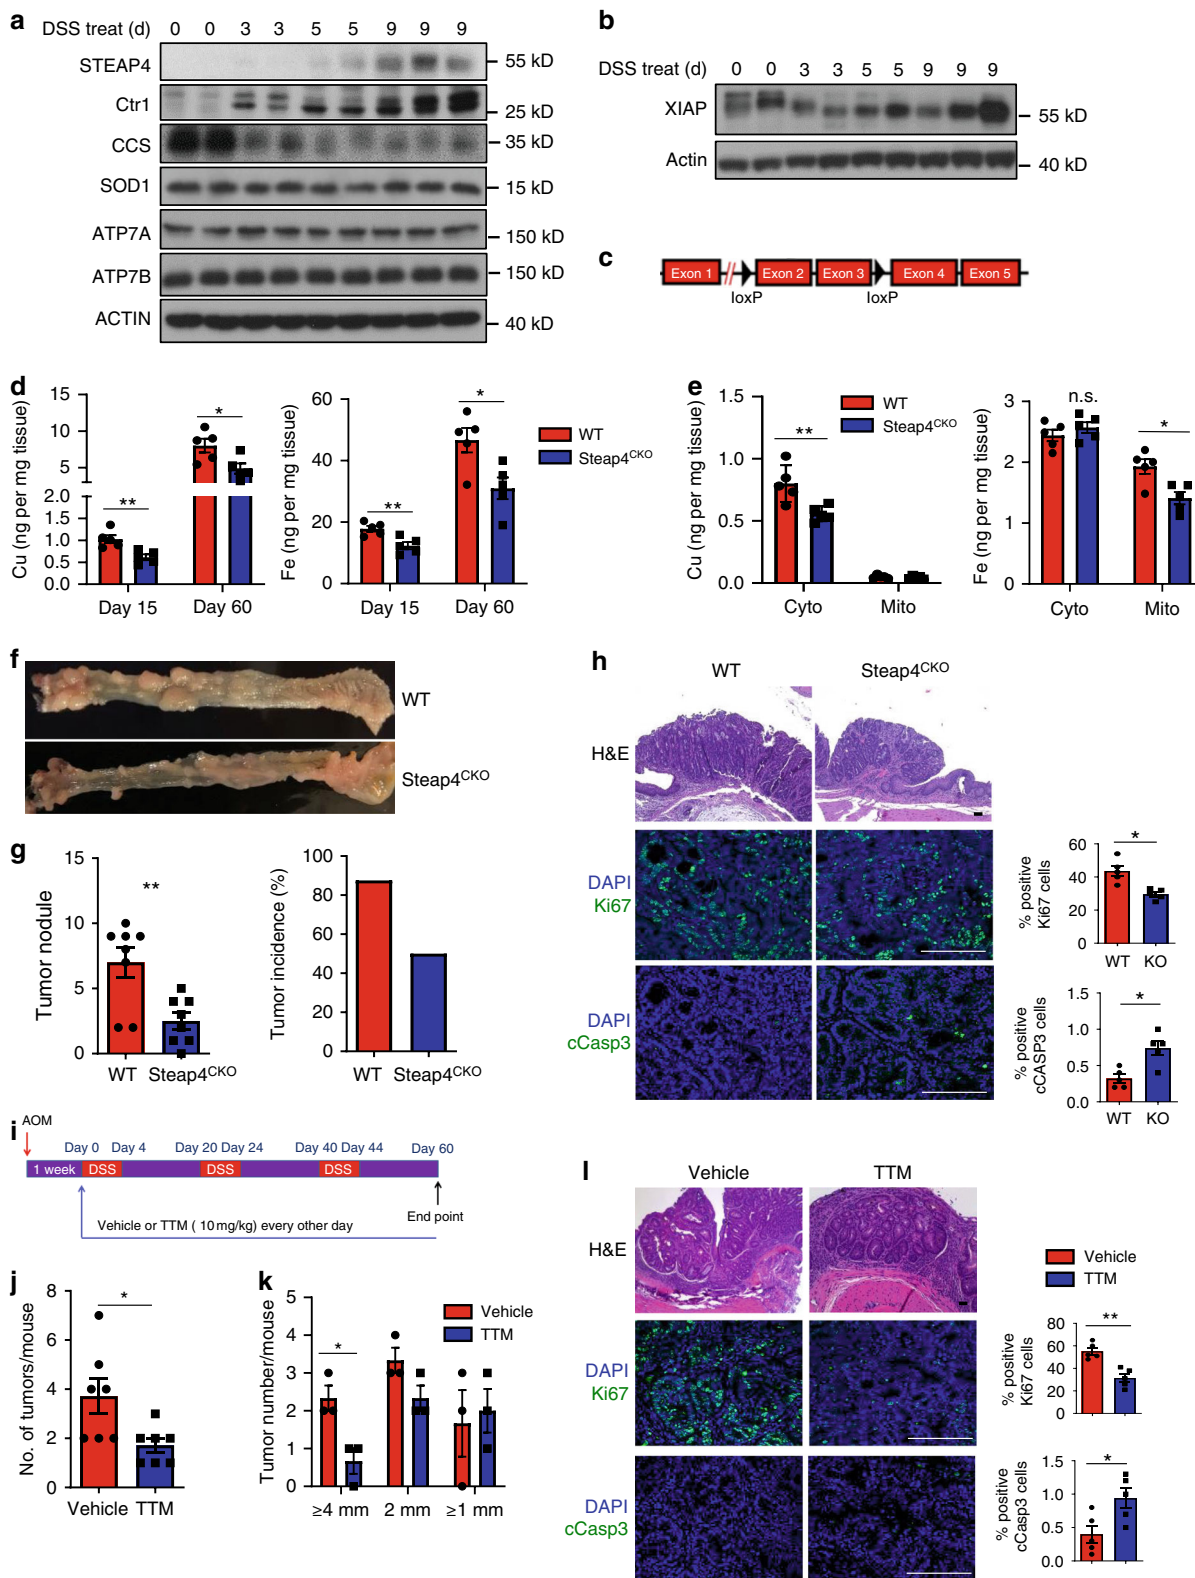 a
DSS treat (d) 0 0 3 3 5 5 9 9 9
STEAP4 55 kD
Ctr1 25 kD
CCS 35 kD
SOD1 15 kD
ATP7A 150 kD
ATP7B 150 kD
ACTIN 40 kD
b
DSS treat (d) 0 0 3 3 5 5 9 9 9
XIAP 55 kD
Actin 40 kD
c
Exon 1 Exon 2 Exon 3 Exon 4 Exon 5
loxP loxP
d
Cu (ng per mg tissue)
15
10
5
2.0
1.5
1.0
0.5
0.0
** *
Day 15 Day 60
Fe (ng per mg tissue)
60
40
20
0
** *
Day 15 Day 60
WT
Steap4CKO
e
Cu (ng per mg tissue)
1.5
1.0
0.5
0.0
**
Cyto Mito
WT
Steap4CKO
Fe (ng per mg tissue)
3
2
1
0
n.s. *
Cyto Mito
f
WT
Steap4CKO
g
Tumor nodule
15
10
5
0
**
WT Steap4CKO
Tumor incidence (%)
100
80
60
40
20
0
WT Steap4CKO
h
WT Steap4CKO
H&E
DAPI
Ki67
DAPI
cCasp3
% positive
Ki67 cells
60
40
20
0
*
WT KO
% positive
cCASP3 cells
1.5
1.0
0.5
0.0
*
WT KO
i
AOM
Day 0 Day 4 Day 20 Day 24 Day 40 Day 44 Day 60
1 week DSS DSS DSS
Vehicle or TTM ( 10 mg/kg) every other day
End point
j
No. of tumors/mouse
8
6
4
2
0
*
Vehicle TTM
k
Tumor number/mouse
5
4
3
2
1
0
*
≥4 mm 2 mm ≥1 mm
Vehicle
TTM
l
Vehicle TTM
H&E
DAPI
Ki67
DAPI
cCasp3
Vehicle
TTM
% positive
Ki67 cells
80
60
40
20
0
**
% positive
cCasp3 cells
1.5
1.0
0.5
0.0
*